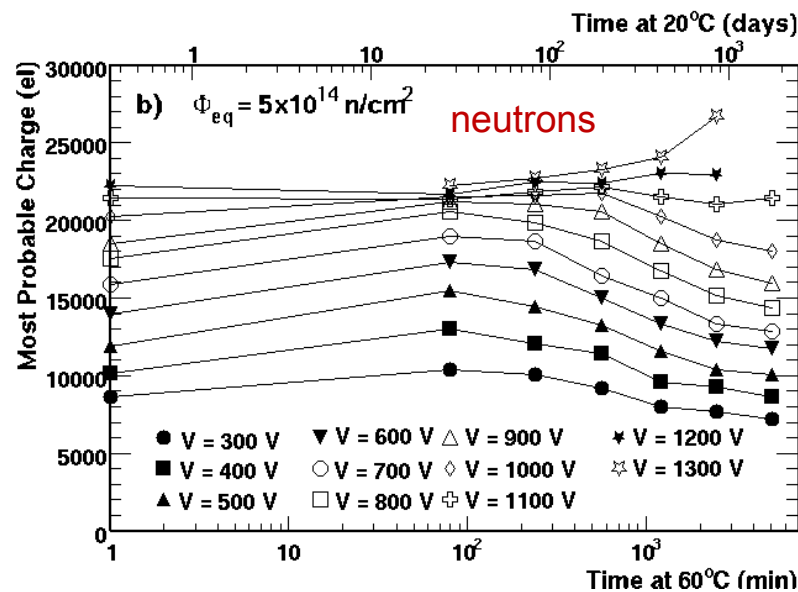 Time at 20°C (days)
1 10 10² 10³
30000
b) Φeq = 5x10¹⁴ n/cm²
neutrons
25000
20000
15000
10000
5000
0
Most Probable Charge (el)
V = 300 V V = 600 V V = 900 V V = 1200 V
V = 400 V V = 700 V V = 1000 V V = 1300 V
V = 500 V V = 800 V V = 1100 V
1 10 10² 10³
Time at 60°C (min)